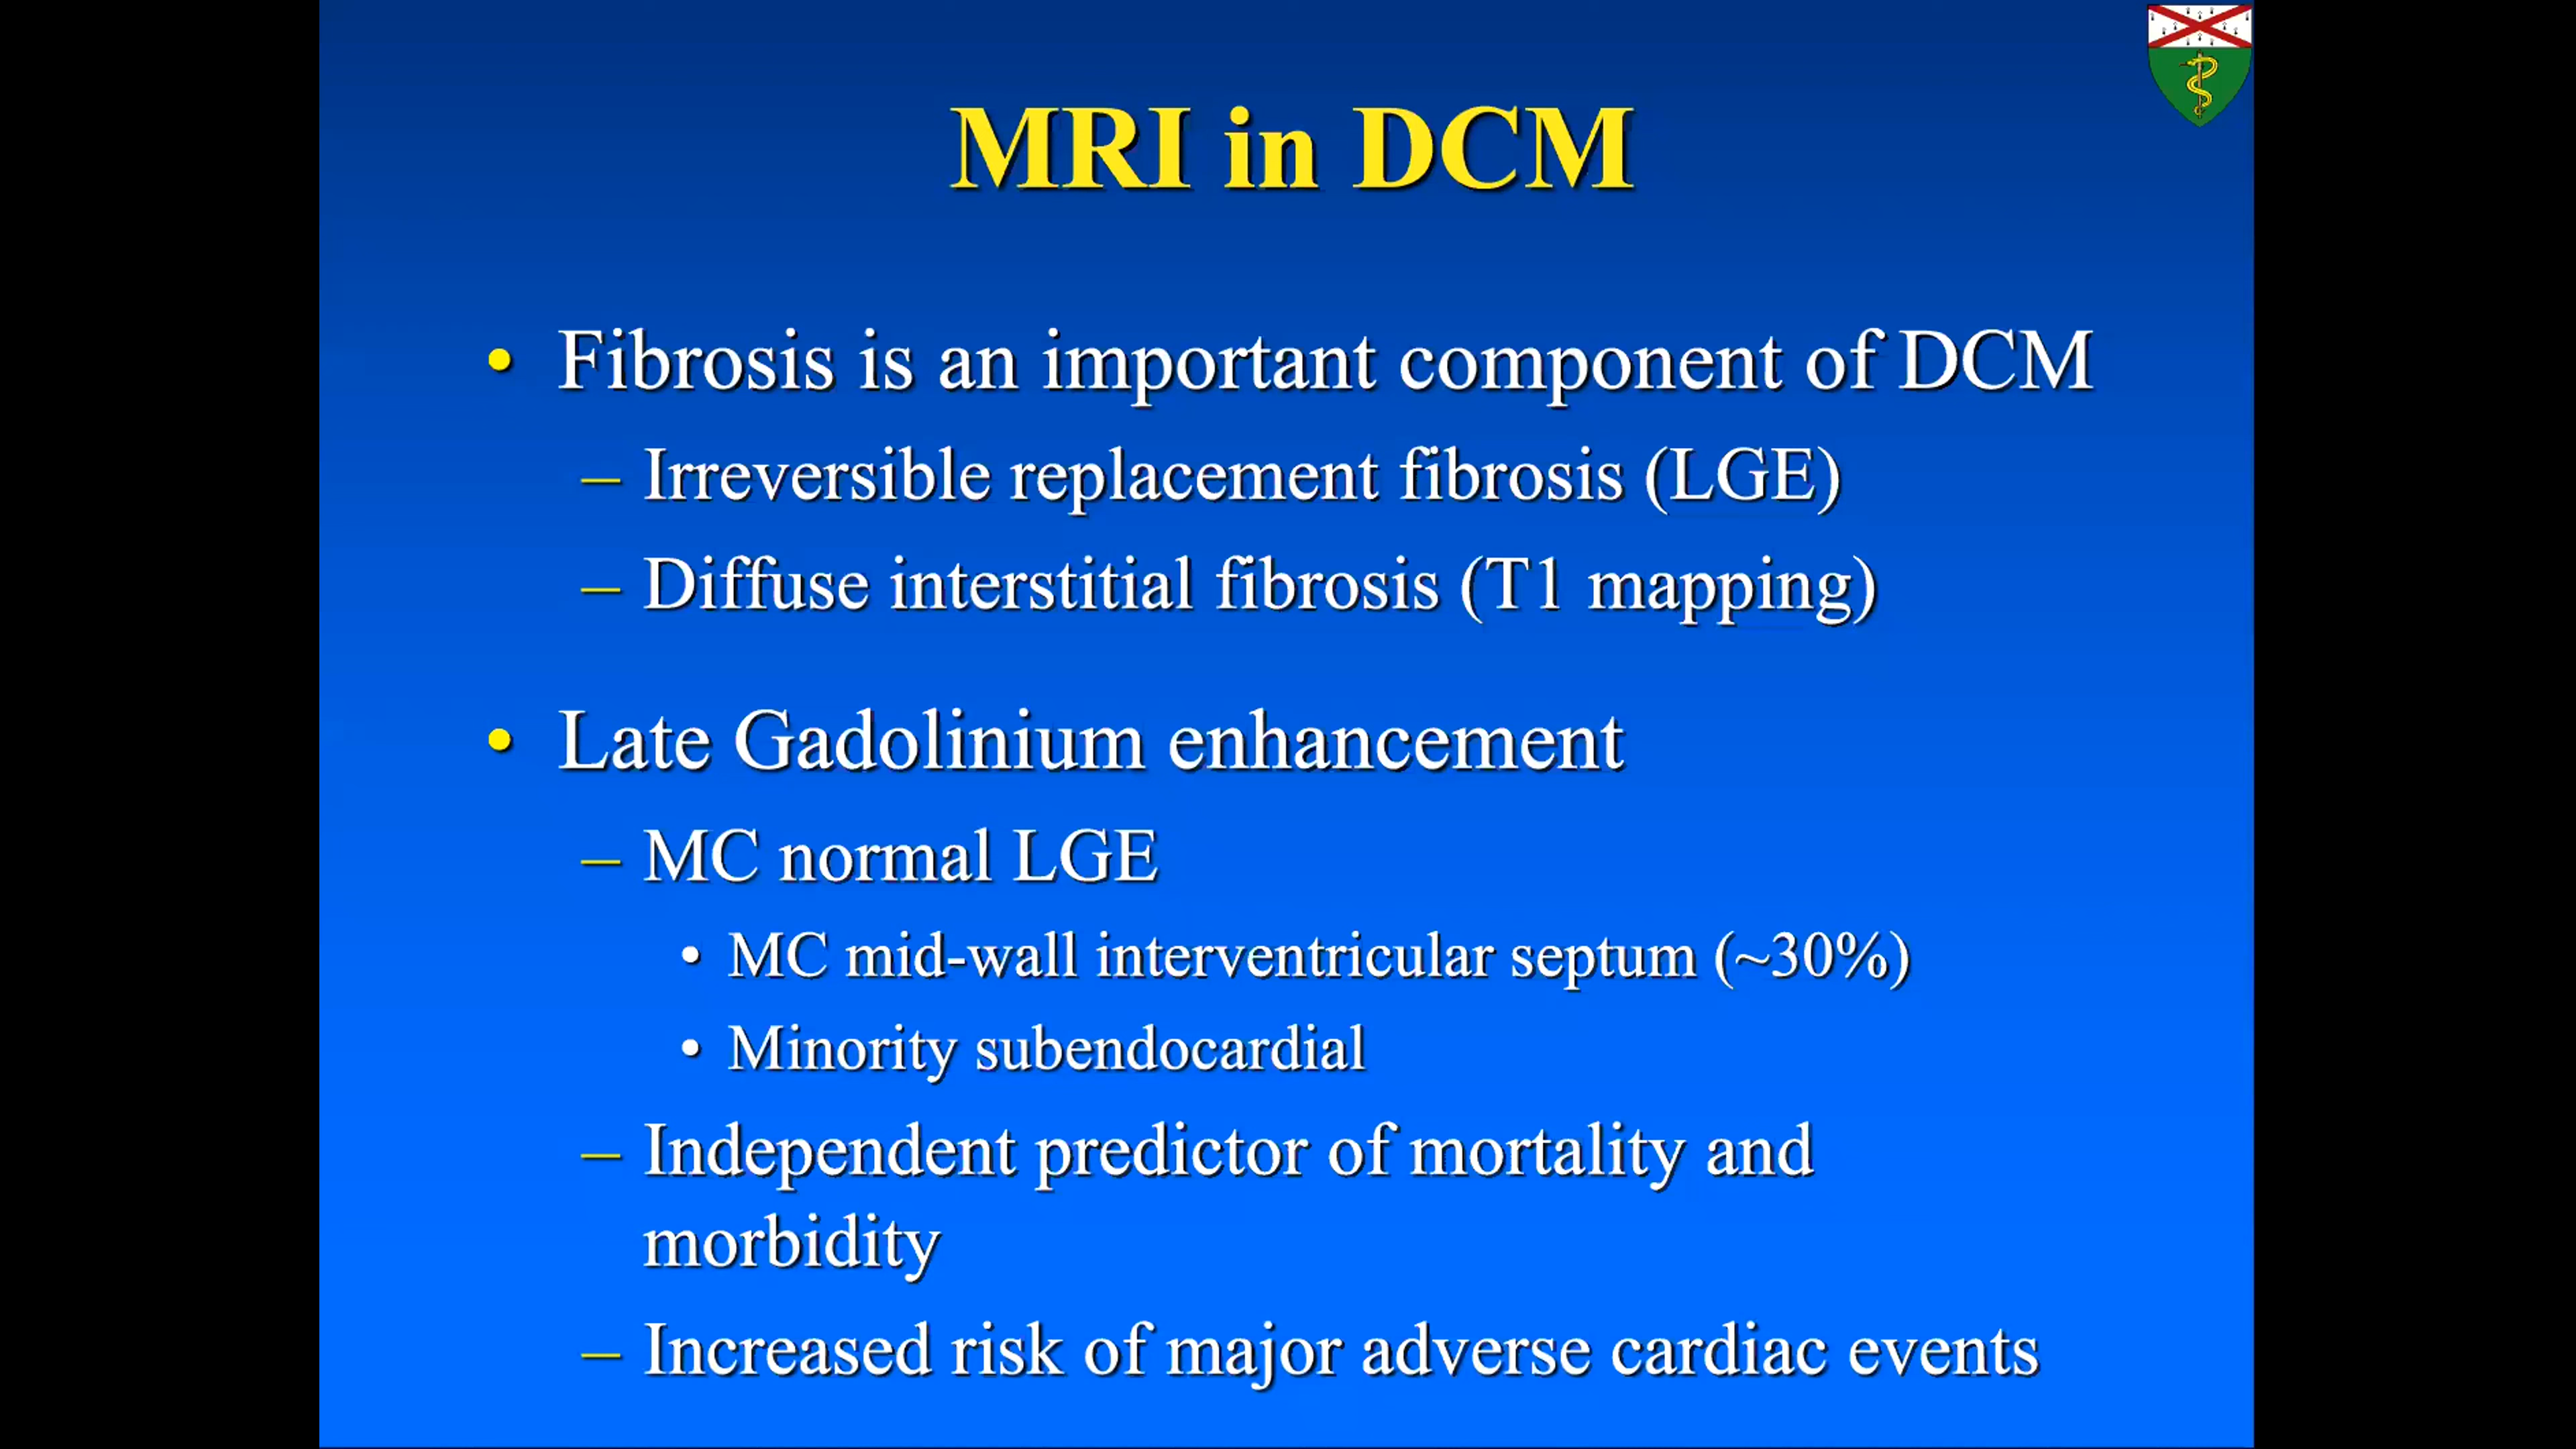 MRI in DCM
• Fibrosis is an important component of DCM
– Irreversible replacement fibrosis (LGE)
– Diffuse interstitial fibrosis (T1 mapping)
• Late Gadolinium enhancement
– MC normal LGE
• MC mid-wall interventricular septum (~30%)
• Minority subendocardial
– Independent predictor of mortality and
morbidity
– Increased risk of major adverse cardiac events